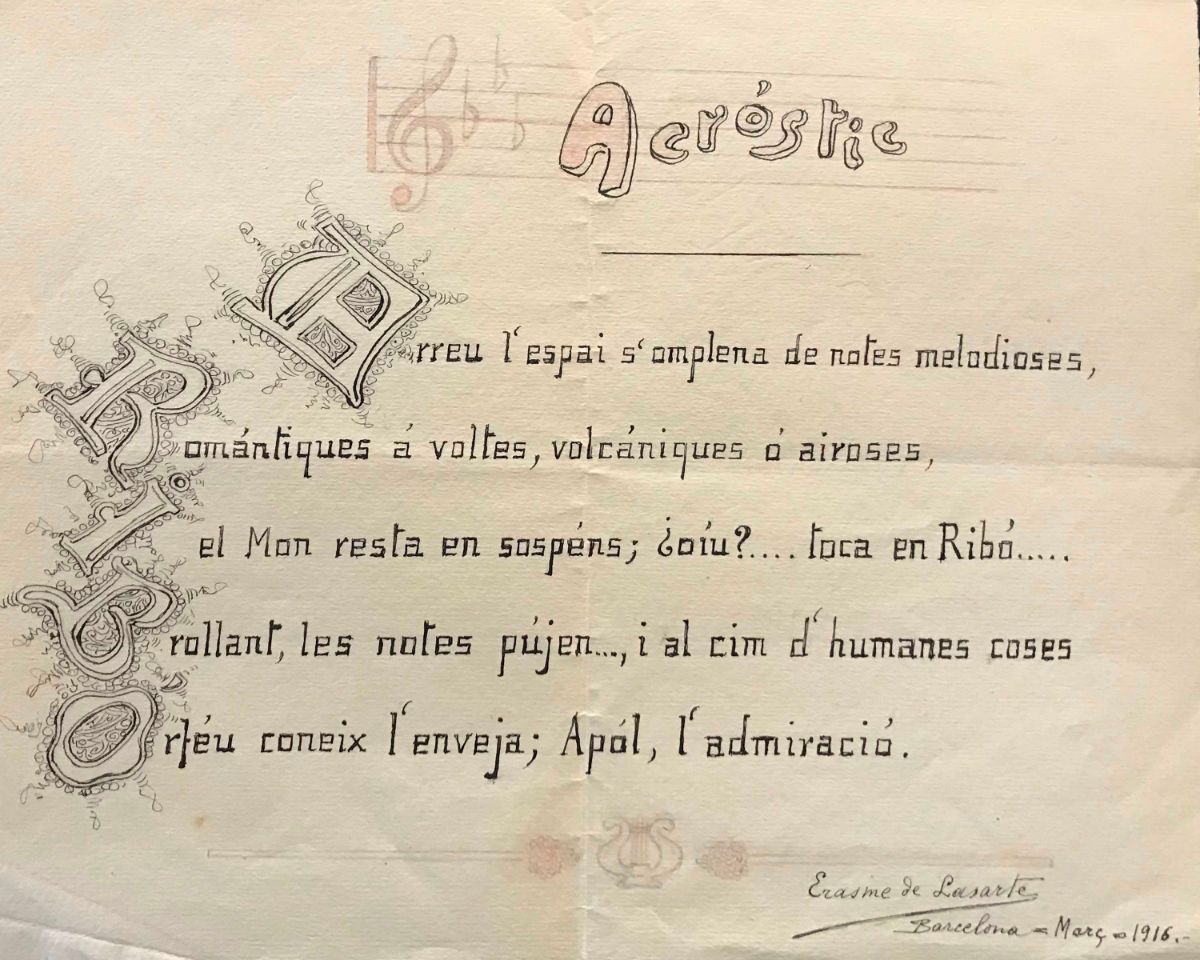 Acróstic
Arreu l'espai s'omplena de notes melodioses,
Romántiques á voltes, volcániques ó airoses,
I el Mon resta en sospéns; ¿oíu?.... toca en Ribó.....
Brollant, les notes pújen..., i al cim d'humanes coses
Orféu coneix l'enveja; Apól, l'admiració.
Erasme de Lasarte
Barcelona = Març = 1916.-